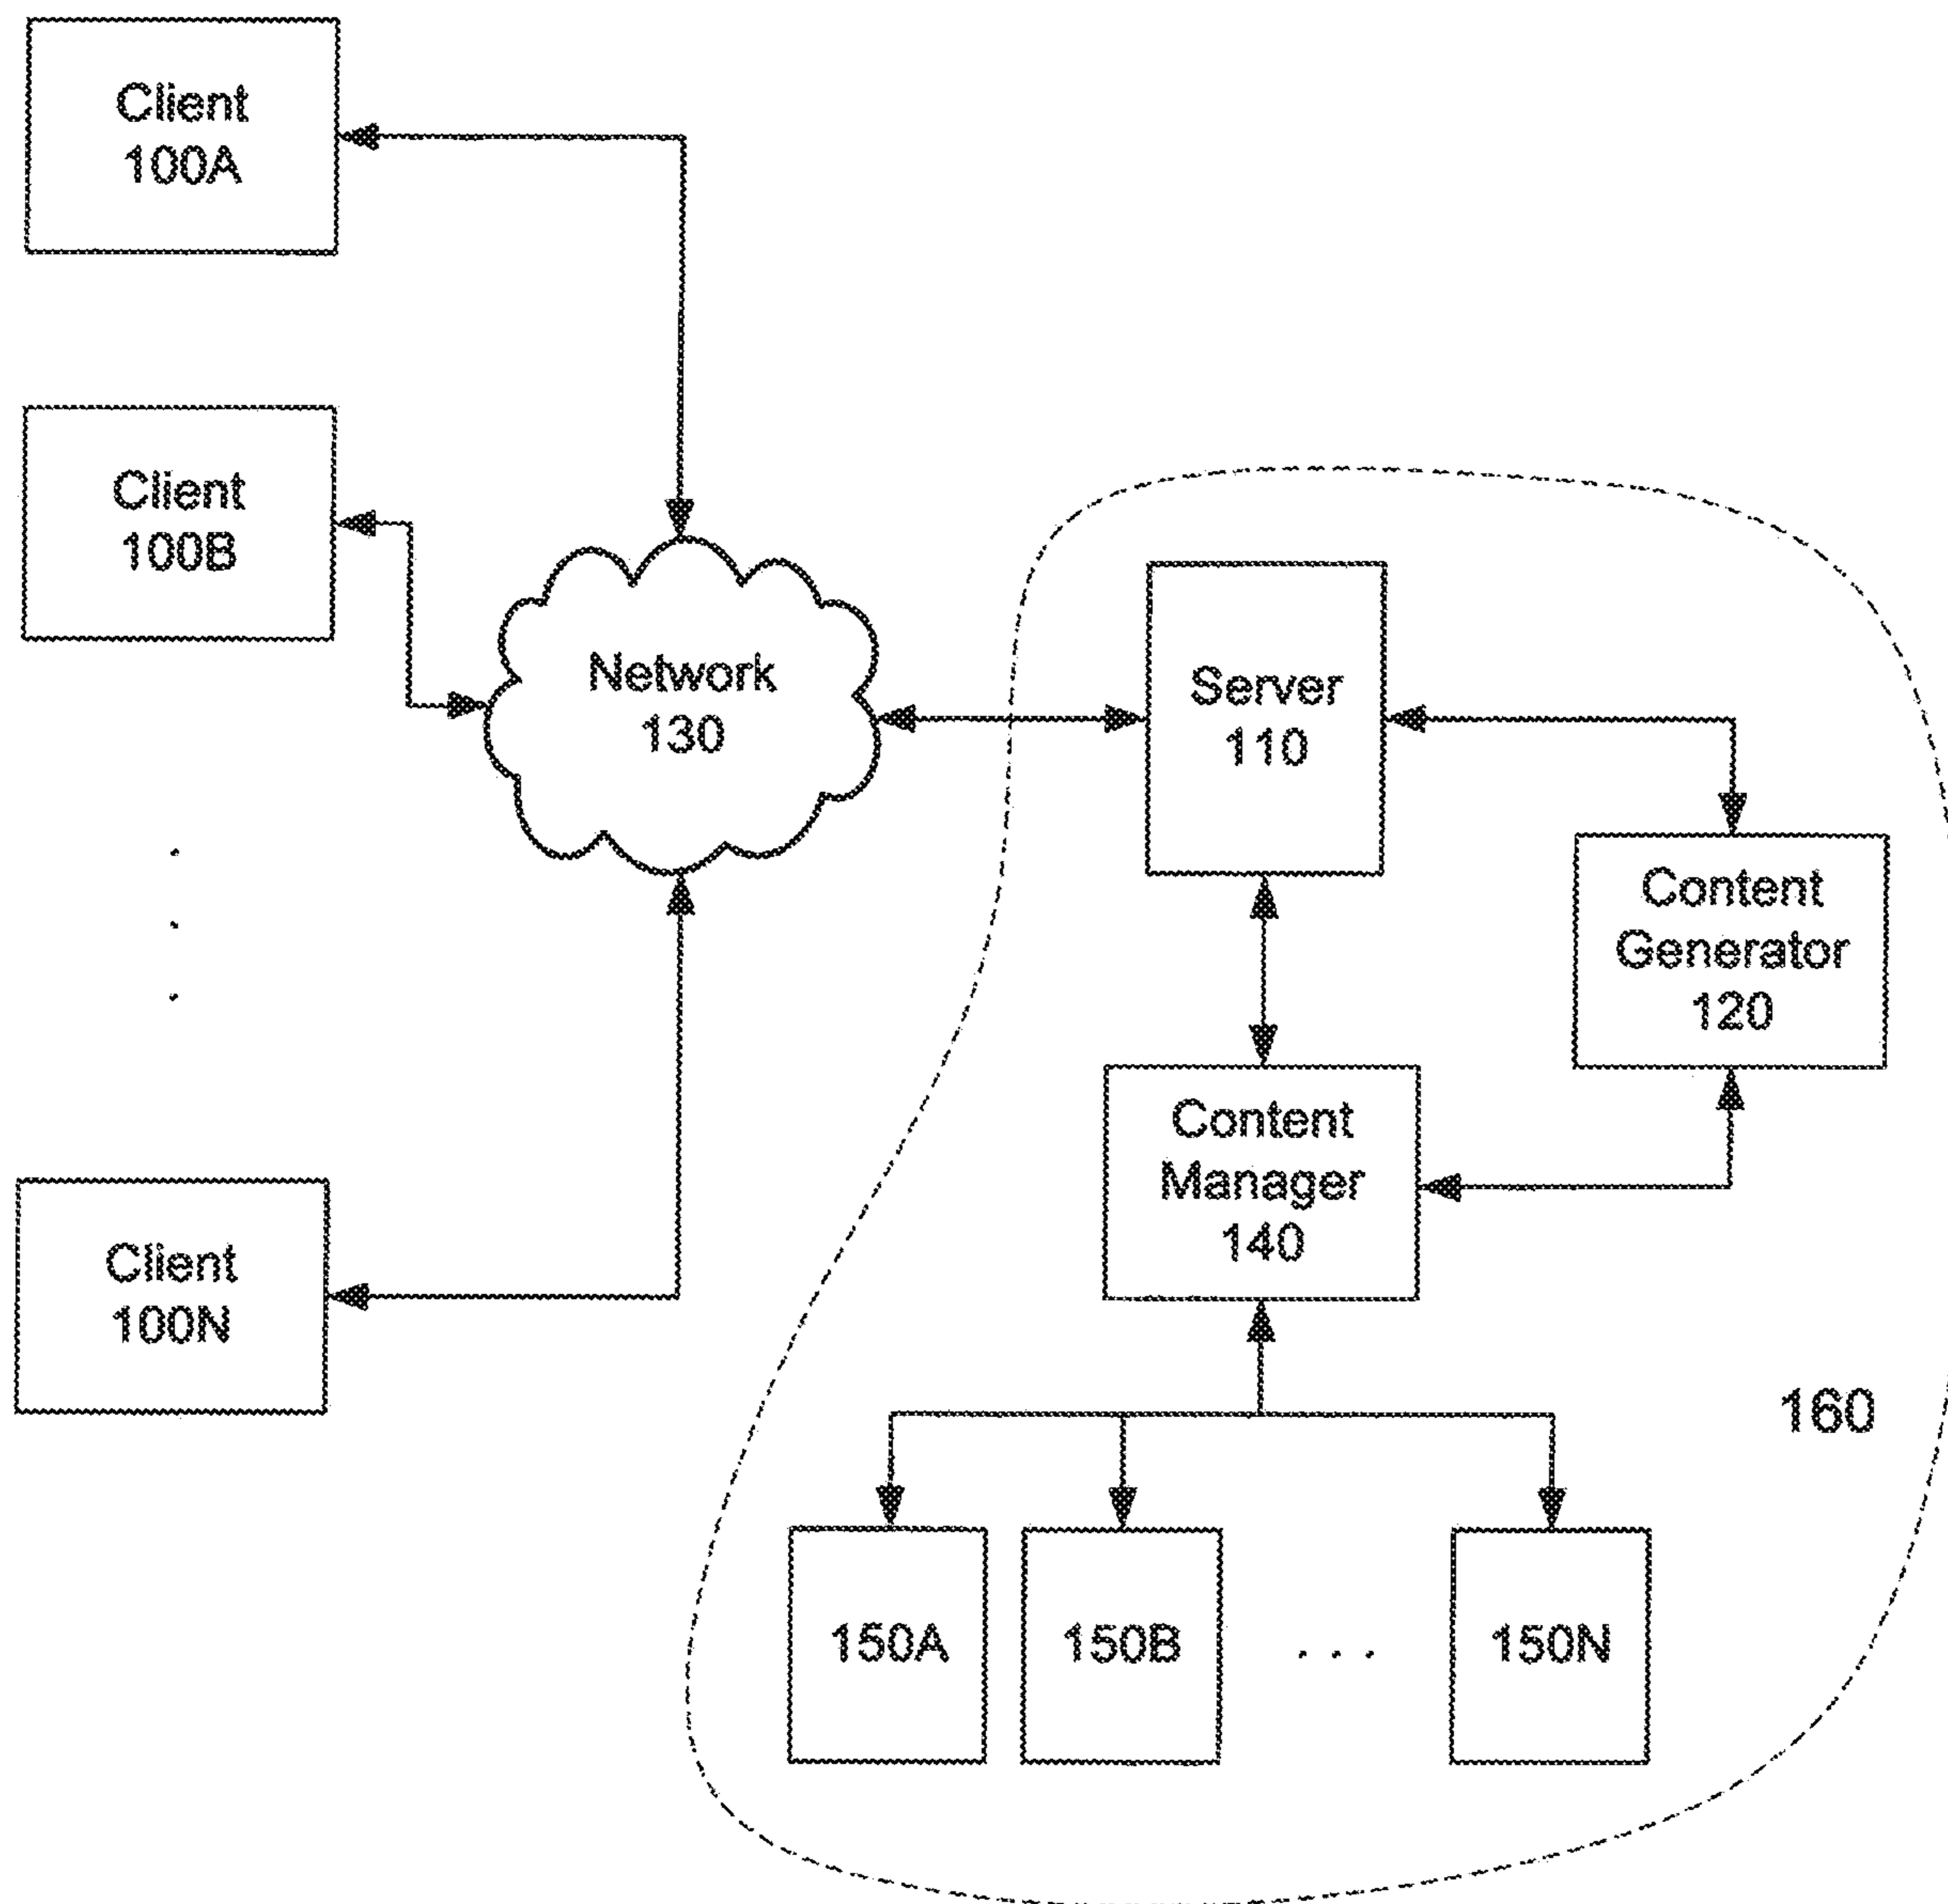 Client
100A
Client
100B
Network
130
Server
110
Content
Generator
120
Content
Manager
140
Client
100N
160
150A
150B
. . .
150N